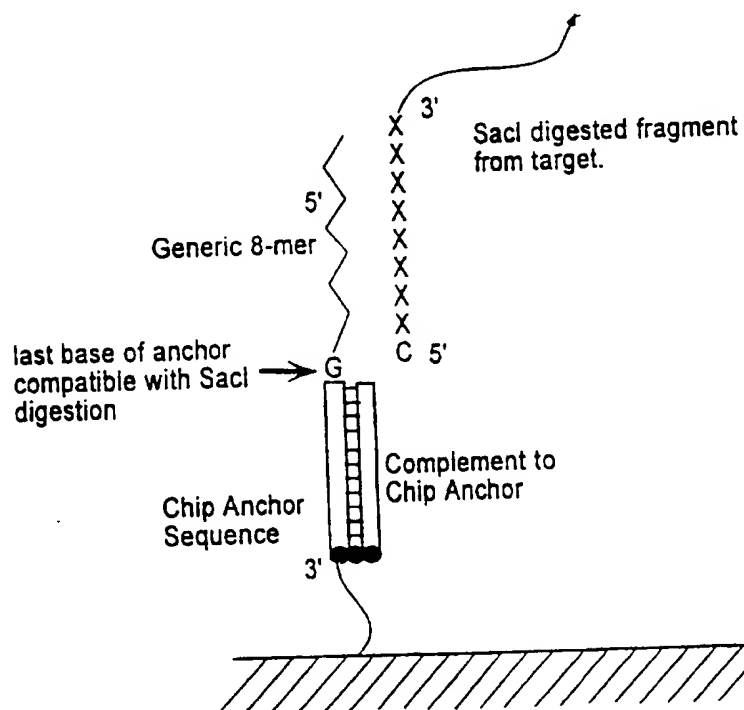 3'
SacI digested fragment
from target.
5'
Generic 8-mer
X
X
X
X
X
X
X
X
C 5'
last base of anchor
compatible with SacI
digestion
G
Complement to
Chip Anchor
Chip Anchor
Sequence
3'